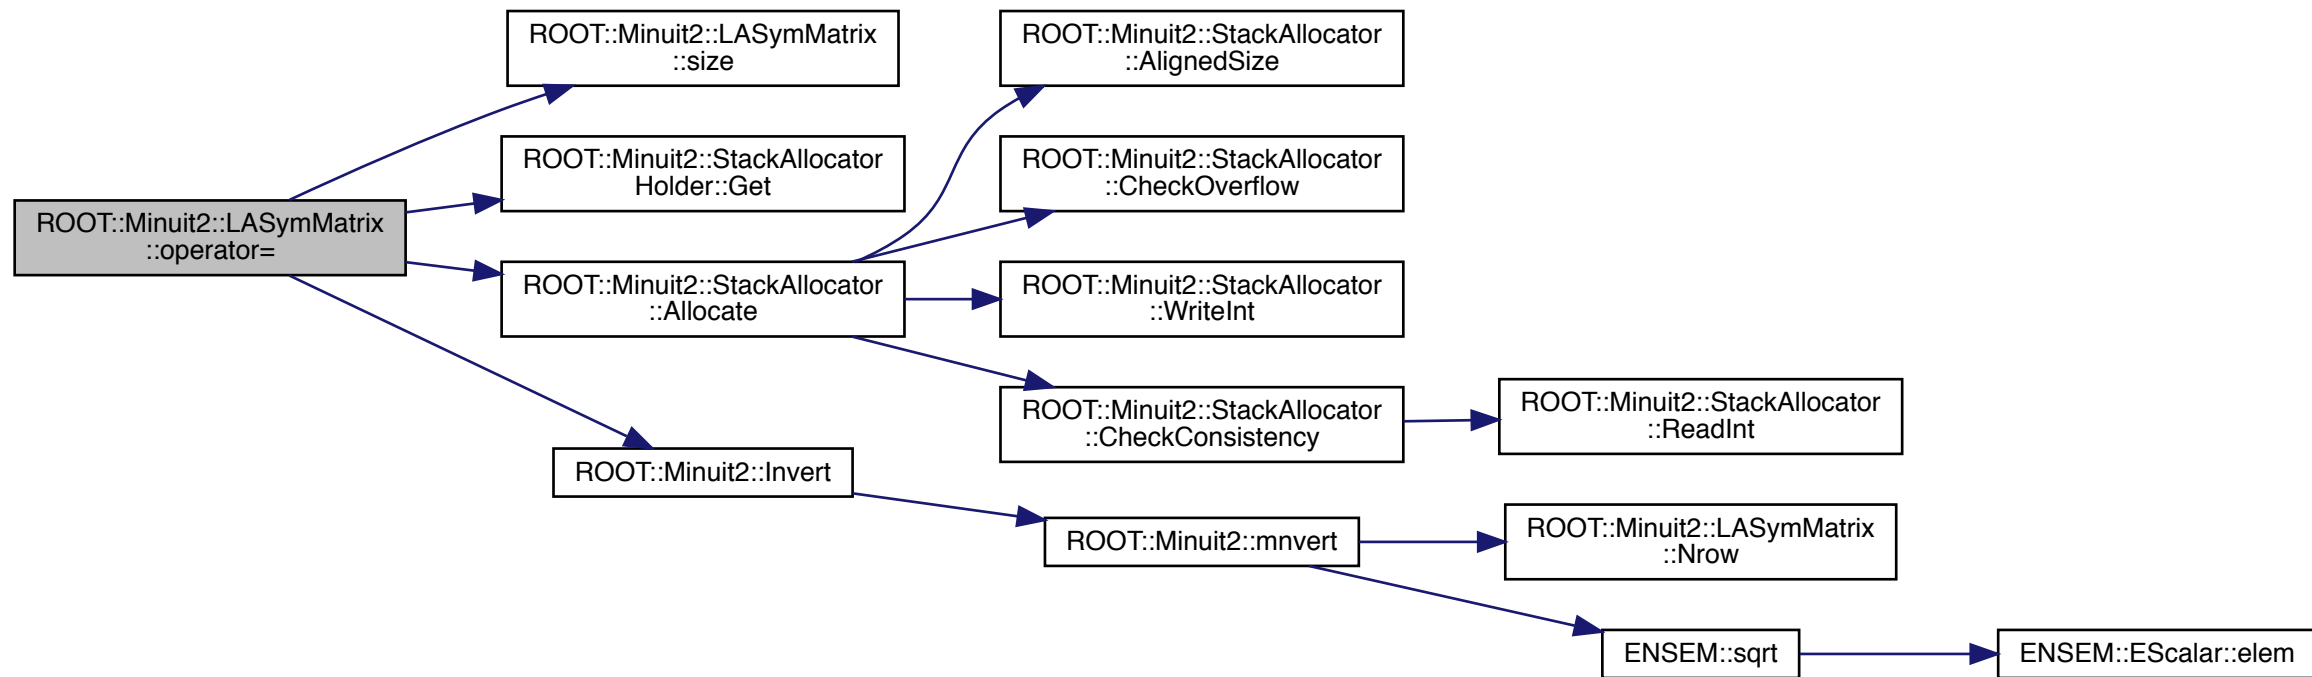 ROOT::Minuit2::LASymMatrix
::operator=
ROOT::Minuit2::LASymMatrix
::size
ROOT::Minuit2::StackAllocator
Holder::Get
ROOT::Minuit2::StackAllocator
::Allocate
ROOT::Minuit2::Invert
ROOT::Minuit2::StackAllocator
::AlignedSize
ROOT::Minuit2::StackAllocator
::CheckOverflow
ROOT::Minuit2::StackAllocator
::WriteInt
ROOT::Minuit2::StackAllocator
::CheckConsistency
ROOT::Minuit2::mnvert
ROOT::Minuit2::StackAllocator
::ReadInt
ROOT::Minuit2::LASymMatrix
::Nrow
ENSEM::sqrt
ENSEM::EScalar::elem